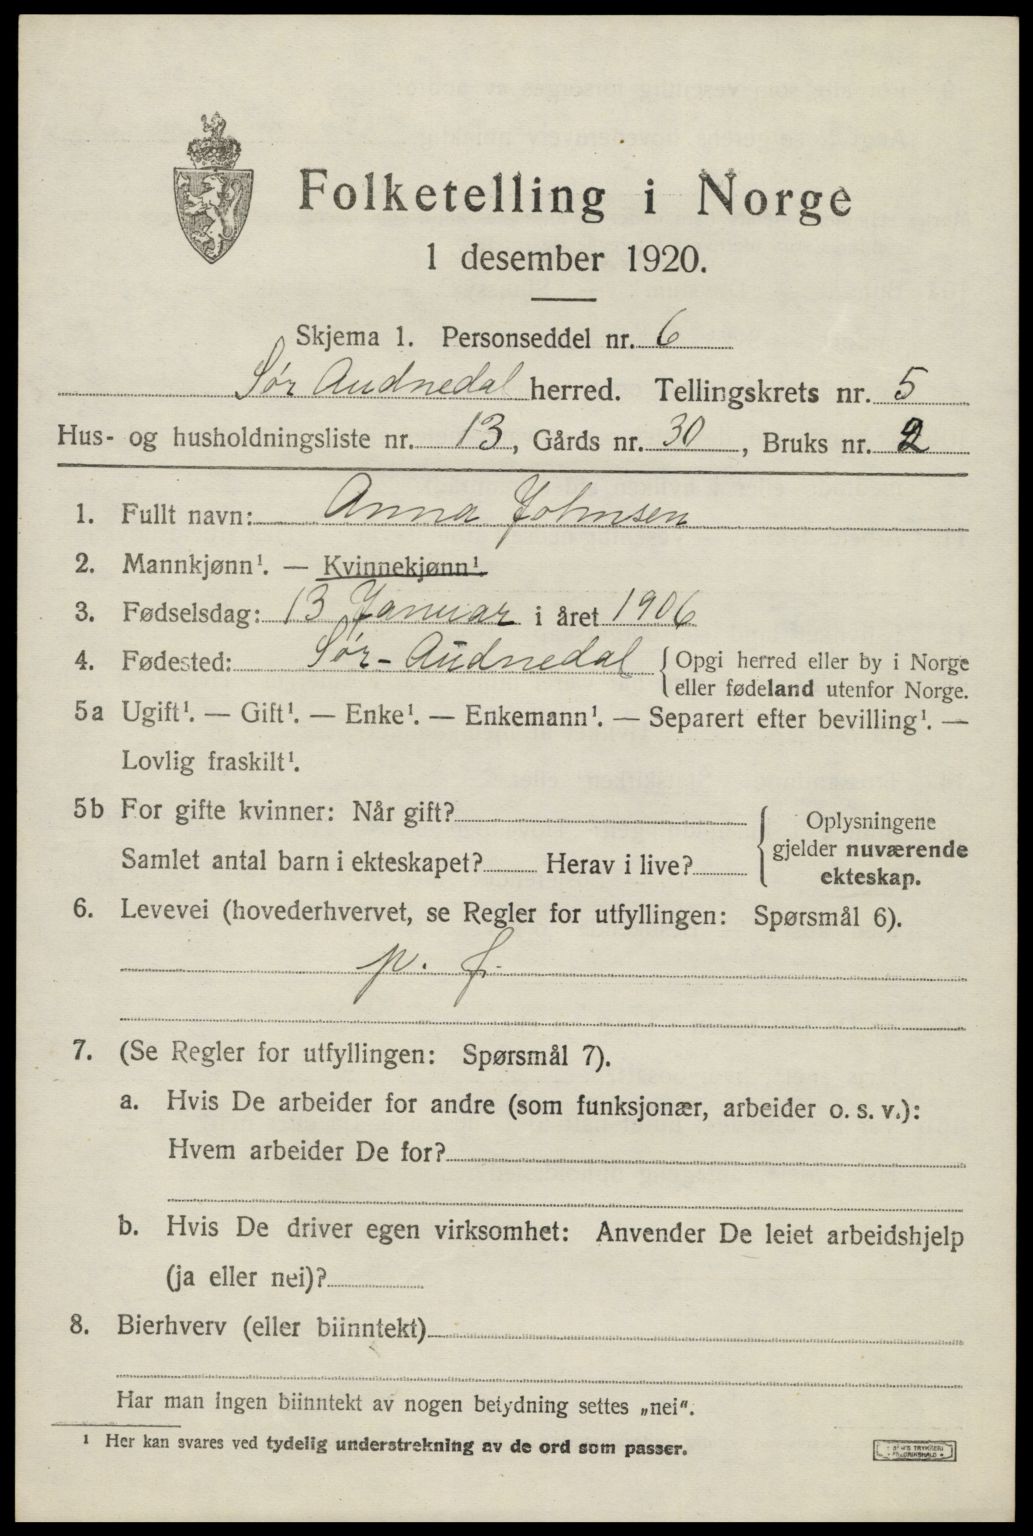 Folketelling i Norge
1 desember 1920.
Skjema 1. Personseddel nr. 6
Sør Audnedal herred. Tellingskrets nr. 5
Hus- og husholdningsliste nr. 13, Gårds nr. 30, Bruks nr. 2
1. Fullt navn: Anna Johnsen
2. Mannkjønn¹. — Kvinnekjønn¹.
3. Fødselsdag: 13 Januar i året 1906
4. Fødested: Sør-Audnedal { Opgi herred eller by i Norge
eller fødeland utenfor Norge.
5a Ugift¹. — Gift¹. — Enke¹. — Enkemann¹. — Separert efter bevilling¹. —
Lovlig fraskilt¹.
5b For gifte kvinner: Når gift?
Samlet antal barn i ekteskapet? Herav i live?
Oplysningene
gjelder nuværende
ekteskap.
6. Levevei (hovederhvervet, se Regler for utfyllingen: Spørsmål 6).
p. f.
7. (Se Regler for utfyllingen: Spørsmål 7).
a. Hvis De arbeider for andre (som funksjonær, arbeider o. s. v.):
Hvem arbeider De for?
b. Hvis De driver egen virksomhet: Anvender De leiet arbeidshjelp
(ja eller nei)?
8. Bierhverv (eller biinntekt)
Har man ingen biinntekt av nogen betydning settes „nei".
¹ Her kan svares ved tydelig understrekning av de ord som passer.